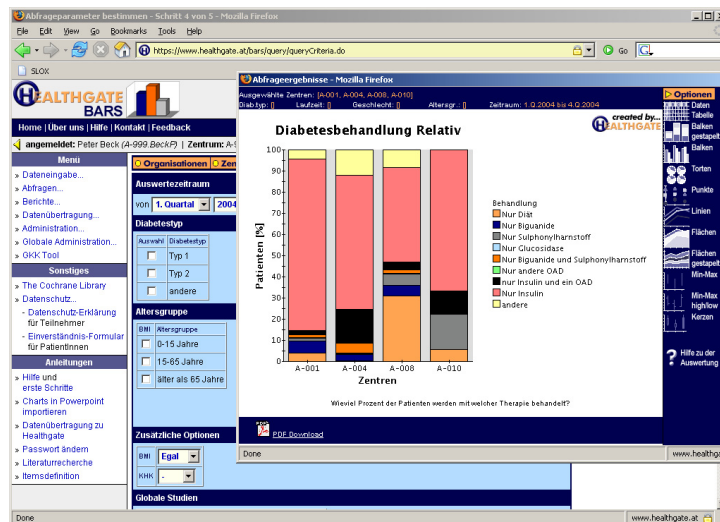 Abfrageparameter bestimmen - Schritt 4 von 5 - Mozilla Firefox
File Edit View Go Bookmarks Tools Help
https://www.healthgate.at/bars/query/queryCriteria.do
Go
G
SLOX
HEALTHGATE
BARS
Home | Über uns | Hilfe | Kontakt | Feedback
angemeldet: Peter Beck (A-999.BeckP) | Zentrum: A-9
Menü
» Dateneingabe...
» Abfragen...
» Berichte...
» Datenübertragung...
» Administration...
» Globale Administration...
» GKK Tool
Sonstiges
» The Cochrane Library
» Datenschutz...
- Datenschutz-Erklärung
für Teilnehmer
- Einverständnis-Formular
für PatientInnen
Anleitungen
» Hilfe und
erste Schritte
» Charts in Powerpoint
importieren
» Datenübertragung zu
Healthgate
» Passwort ändern
» Literaturrecherche
» Itemsdefinition
Organisationen Zen
Auswertezeitraum
von 1. Quartal 2004
Diabetestyp
Auswahl Diabetestyp
Typ 1
Typ 2
andere
Altersgruppe
BMI Altersgruppe
0-15 Jahre
15-65 Jahre
älter als 65 Jahre
Zusätzliche Optionen
BMI Egal
KHK -
Globale Studien
Abfrageergebnisse - Mozilla Firefox
Ausgewählte Zentren: [A-001, A-004, A-008, A-010]
Diab.typ: [] Laufzeit: [] Geschlecht: [] Altersgr.: [] Zeitraum: 1.Q.2004 bis 4.Q.2004
created by...
HEALTHGATE
Diabetesbehandlung Relativ
Patienten [%]
100
90
80
70
60
50
40
30
20
10
0
A-001 A-004 A-008 A-010
Zentren
Behandlung
Nur Diät
Nur Biguanide
Nur Sulphonylharnstoff
Nur Glucosidase
Nur Biguanide und Sulphonylharnstoff
Nur andere OAD
nur Insulin und ein OAD
Nur Insulin
andere
Wieviel Prozent der Patienten werden mit welcher Therapie behandelt?
PDF Download
Done
www.healthga
Optionen
Daten
Tabelle
Balken
gestapelt
Balken
Torten
Punkte
Linien
Flächen
Flächen
gestapelt
Min-Max
Min-Max
high/low
Kerzen
Hilfe zu der
Auswertung
Done
www.healthgate.at